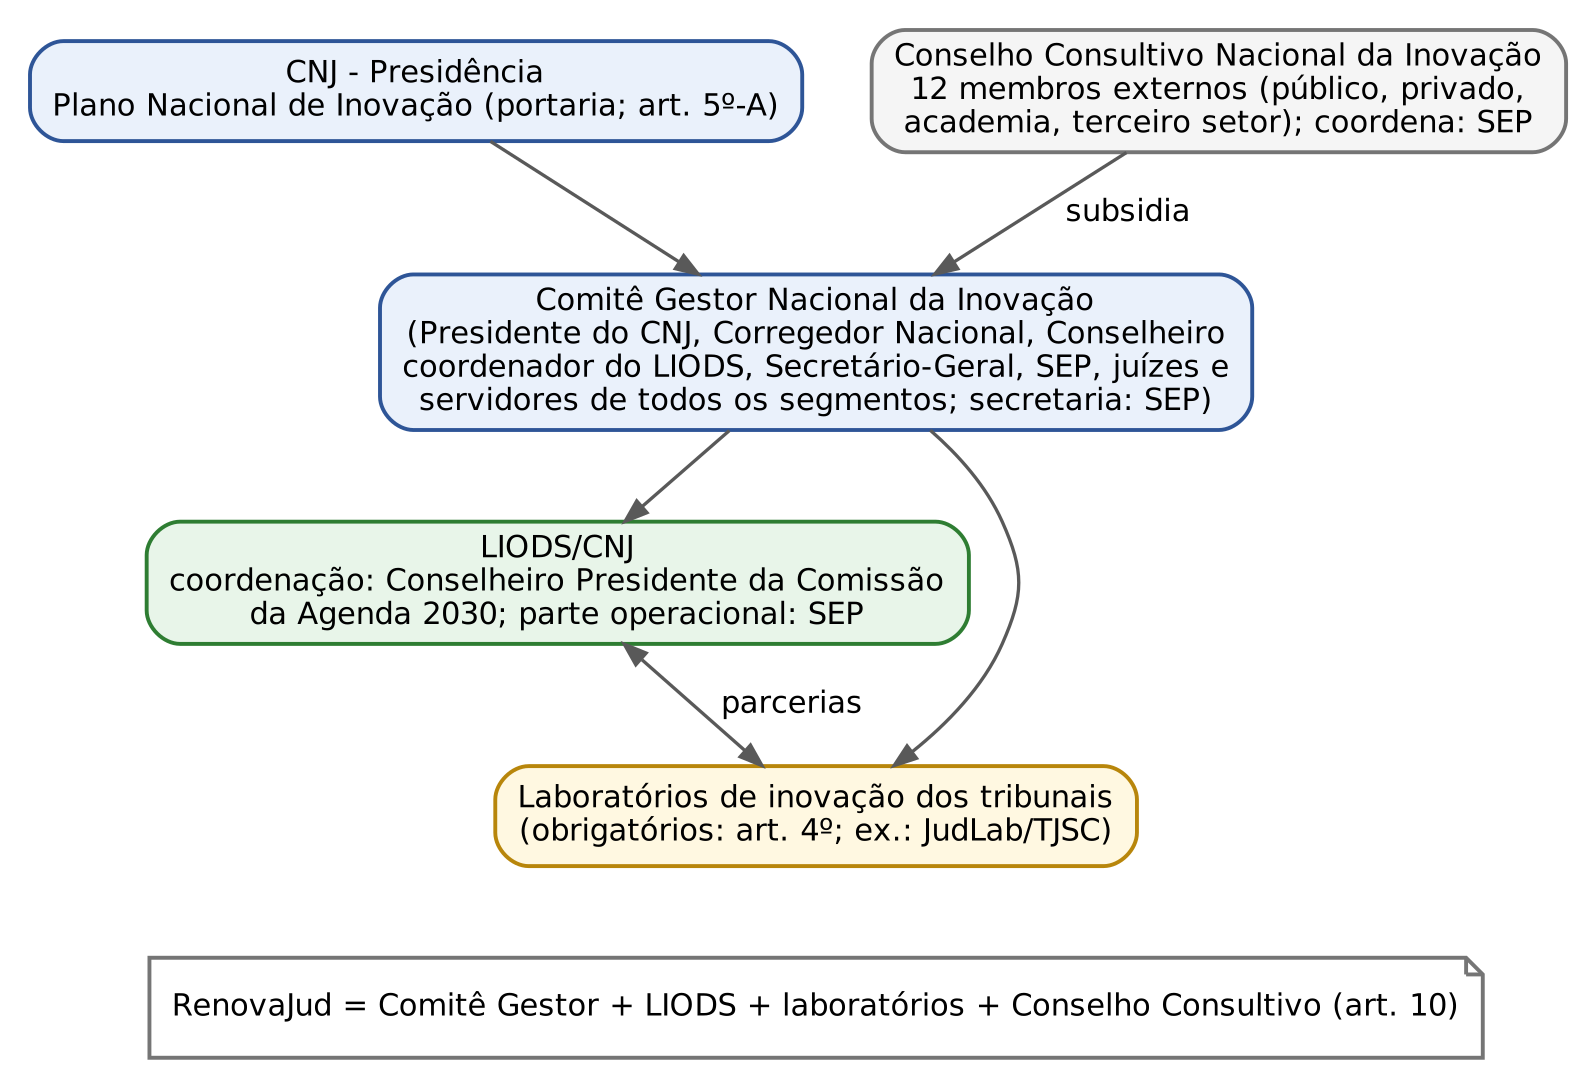 CNJ - Presidência
Plano Nacional de Inovação (portaria; art. 5º-A)
Conselho Consultivo Nacional da Inovação
12 membros externos (público, privado,
academia, terceiro setor); coordena: SEP
subsidia
Comitê Gestor Nacional da Inovação
(Presidente do CNJ, Corregedor Nacional, Conselheiro
coordenador do LIODS, Secretário-Geral, SEP, juízes e
servidores de todos os segmentos; secretaria: SEP)
LIODS/CNJ
coordenação: Conselheiro Presidente da Comissão
da Agenda 2030; parte operacional: SEP
parcerias
Laboratórios de inovação dos tribunais
(obrigatórios: art. 4º; ex.: JudLab/TJSC)
RenovaJud = Comitê Gestor + LIODS + laboratórios + Conselho Consultivo (art. 10)